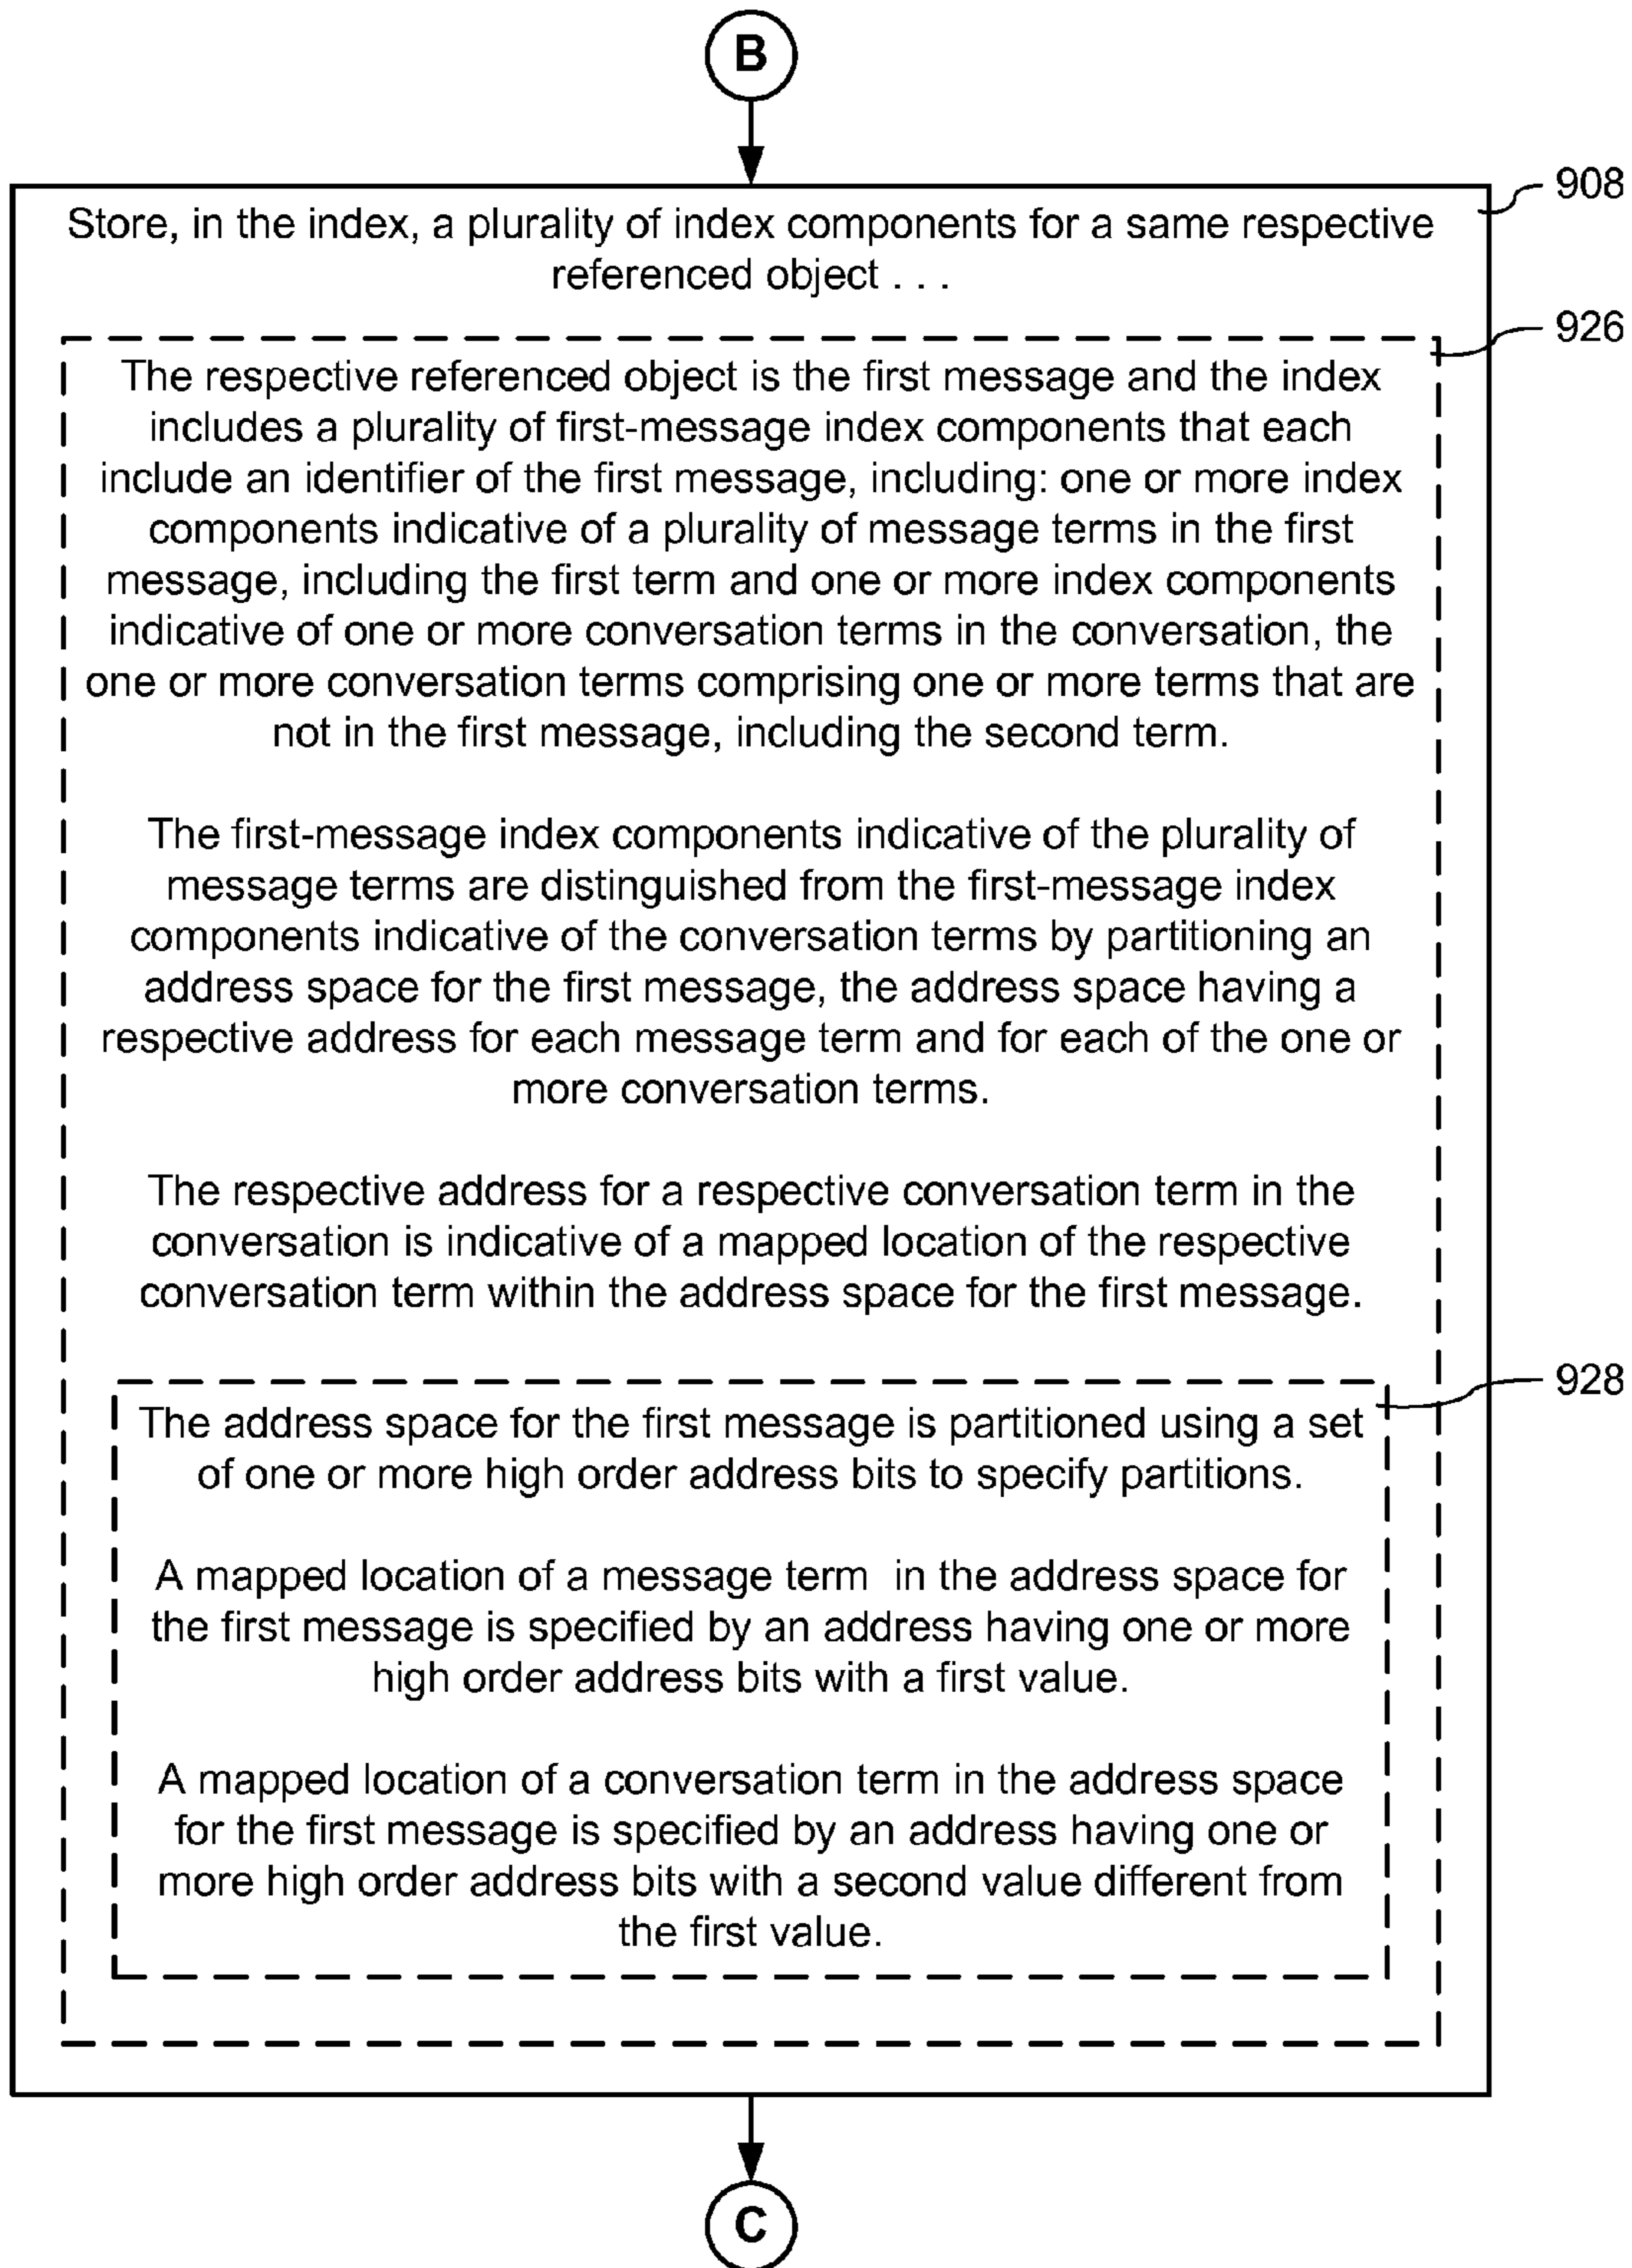 B
908
Store, in the index, a plurality of index components for a same respective
referenced object . . .
926
The respective referenced object is the first message and the index
includes a plurality of first-message index components that each
include an identifier of the first message, including: one or more index
components indicative of a plurality of message terms in the first
message, including the first term and one or more index components
indicative of one or more conversation terms in the conversation, the
one or more conversation terms comprising one or more terms that are
not in the first message, including the second term.
The first-message index components indicative of the plurality of
message terms are distinguished from the first-message index
components indicative of the conversation terms by partitioning an
address space for the first message, the address space having a
respective address for each message term and for each of the one or
more conversation terms.
The respective address for a respective conversation term in the
conversation is indicative of a mapped location of the respective
conversation term within the address space for the first message.
928
The address space for the first message is partitioned using a set
of one or more high order address bits to specify partitions.
A mapped location of a message term in the address space for
the first message is specified by an address having one or more
high order address bits with a first value.
A mapped location of a conversation term in the address space
for the first message is specified by an address having one or
more high order address bits with a second value different from
the first value.
C